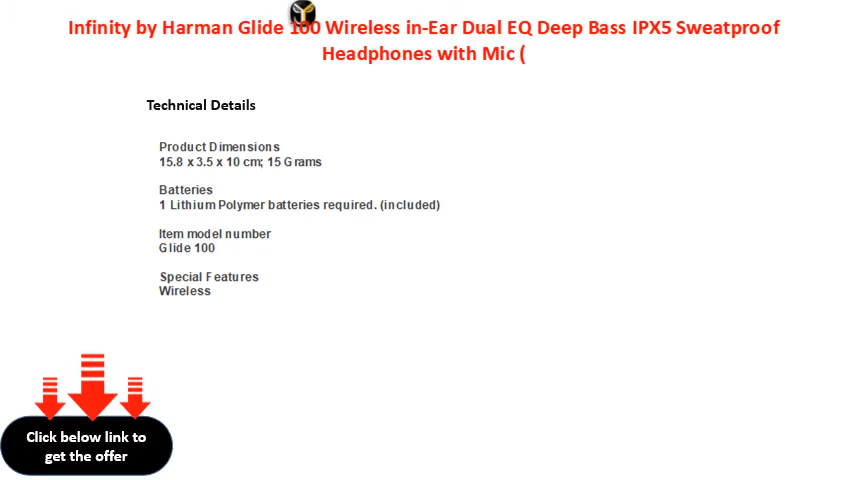 Infinity by Harman Glide 100 Wireless in-Ear Dual EQ Deep Bass IPX5 Sweatproof
Headphones with Mic (
Technical Details
Product Dimensions
15.8 x 3.5 x 10 cm; 15 Grams
Batteries
1 Lithium Polymer batteries required. (included)
Item model number
Glide 100
Special Features
Wireless
Click below link to
get the offer